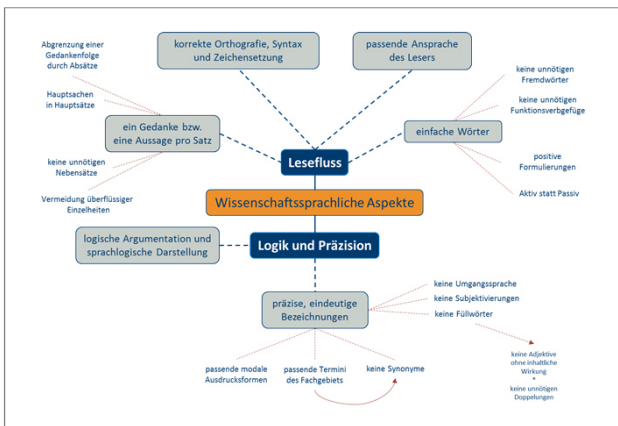 korrekte Orthografie, Syntax
und Zeichensetzung
passende Ansprache
des Lesers
Abgrenzung einer
Gedankenfolge
durch Absätze
Hauptsachen
in Hauptsätze
ein Gedanke bzw.
eine Aussage pro Satz
keine unnötigen
Nebensätze
Vermeidung überflüssiger
Einzelheiten
keine unnötigen
Fremdwörter
keine unnötigen
Funktionsverbgefüge
einfache Wörter
positive
Formulierungen
Aktiv statt Passiv
Lesefluss
Wissenschaftssprachliche Aspekte
Logik und Präzision
logische Argumentation und
sprachlogische Darstellung
präzise, eindeutige
Bezeichnungen
keine Umgangssprache
keine Subjektivierungen
keine Füllwörter
keine Adjektive
ohne inhaltliche
Wirkung
*
keine unnötigen
Doppelungen
passende modale
Ausdrucksformen
passende Termini
des Fachgebiets
keine Synonyme